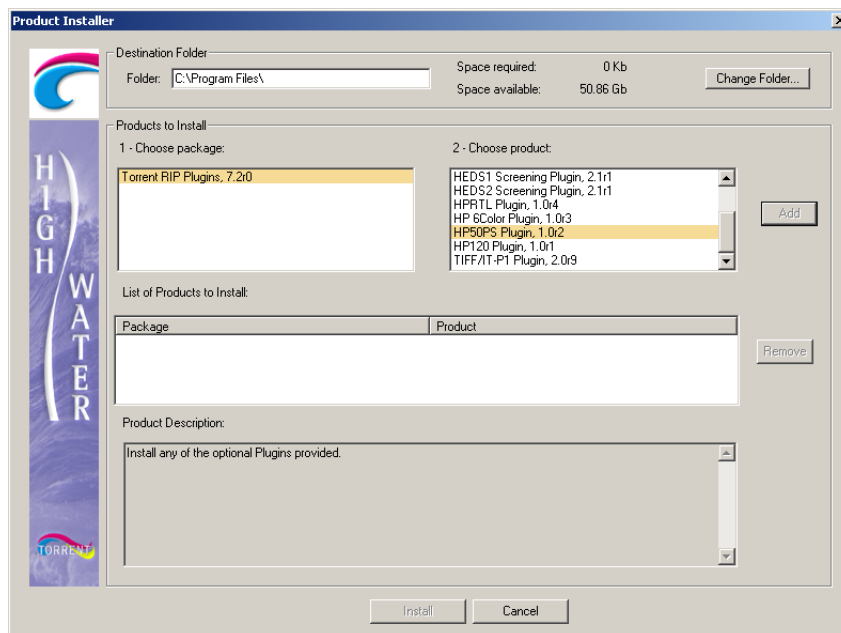 Product Installer
Destination Folder
Folder: C:\Program Files\
Space required: 0 Kb
Space available: 50.86 Gb
Change Folder...
Products to Install
1 - Choose package:
Torrent RIP Plugins, 7.2r0
2 - Choose product:
HEDS1 Screening Plugin, 2.1r1
HEDS2 Screening Plugin, 2.1r1
HPRTL Plugin, 1.0r4
HP 6Color Plugin, 1.0r3
HP50PS Plugin, 1.0r2
HP120 Plugin, 1.0r1
TIFF/IT-P1 Plugin, 2.0r9
Add
List of Products to Install:
Package Product
Remove
Product Description:
Install any of the optional Plugins provided.
HIGH WATER
TORRENT
Install Cancel